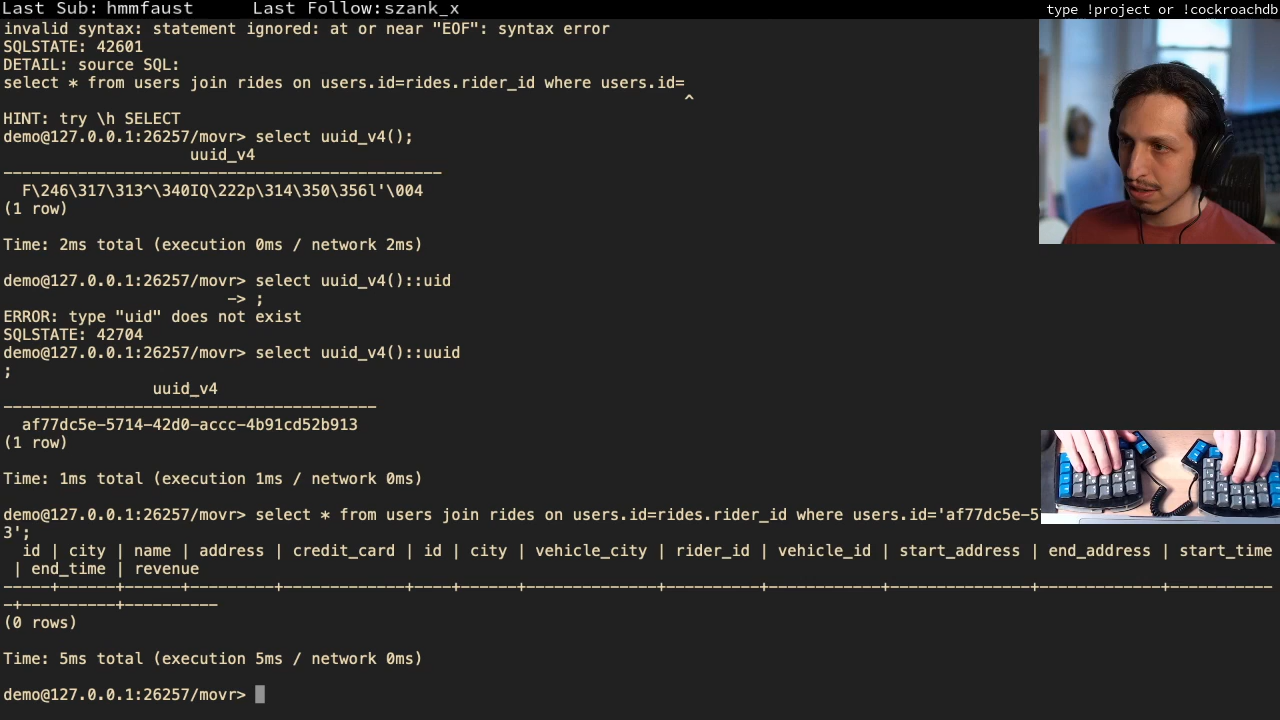 Last Sub: hmmfaust Last Follow:szank_x type !project or !cockroachdb
invalid syntax: statement ignored: at or near "EOF": syntax error
SQLSTATE: 42601
DETAIL: source SQL:
select * from users join rides on users.id=rides.rider_id where users.id=
^
HINT: try \h SELECT
demo@127.0.0.1:26257/movr> select uuid_v4();
uuid_v4
---------------------------------------------
F\246\317\313^\340IQ\222p\314\350\356l'\004
(1 row)
Time: 2ms total (execution 0ms / network 2ms)
demo@127.0.0.1:26257/movr> select uuid_v4()::uid
-> ;
ERROR: type "uid" does not exist
SQLSTATE: 42704
demo@127.0.0.1:26257/movr> select uuid_v4()::uuid
;
uuid_v4
----------------------------------------
af77dc5e-5714-42d0-accc-4b91cd52b913
(1 row)
Time: 1ms total (execution 1ms / network 0ms)
demo@127.0.0.1:26257/movr> select * from users join rides on users.id=rides.rider_id where users.id='af77dc5e-5
3';
id | city | name | address | credit_card | id | city | vehicle_city | rider_id | vehicle_id | start_address | end_address | start_time
| end_time | revenue
-----+------+------+---------+-------------+----+------+--------------+----------+------------+---------------+-------------+-----------
-+----------+----------
(0 rows)
Time: 5ms total (execution 5ms / network 0ms)
demo@127.0.0.1:26257/movr>